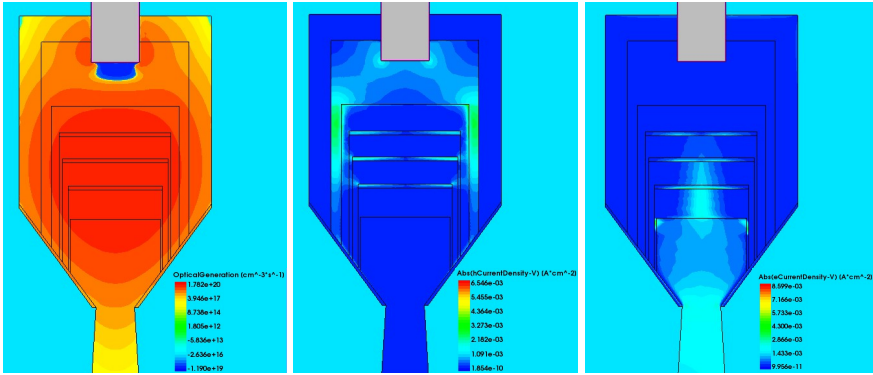 OpticalGeneration (cm^-3*s^-1)
1.782e+20
3.946e+17
8.738e+14
1.805e+12
-5.836e+13
-2.636e+16
-1.190e+19
Abs(hCurrentDensity-V) (A*cm^-2)
6.546e-03
5.455e-03
4.364e-03
3.273e-03
2.182e-03
1.091e-03
1.854e-10
Abs(eCurrentDensity-V) (A*cm^-2)
8.599e-03
7.166e-03
5.733e-03
4.300e-03
2.866e-03
1.433e-03
9.956e-11